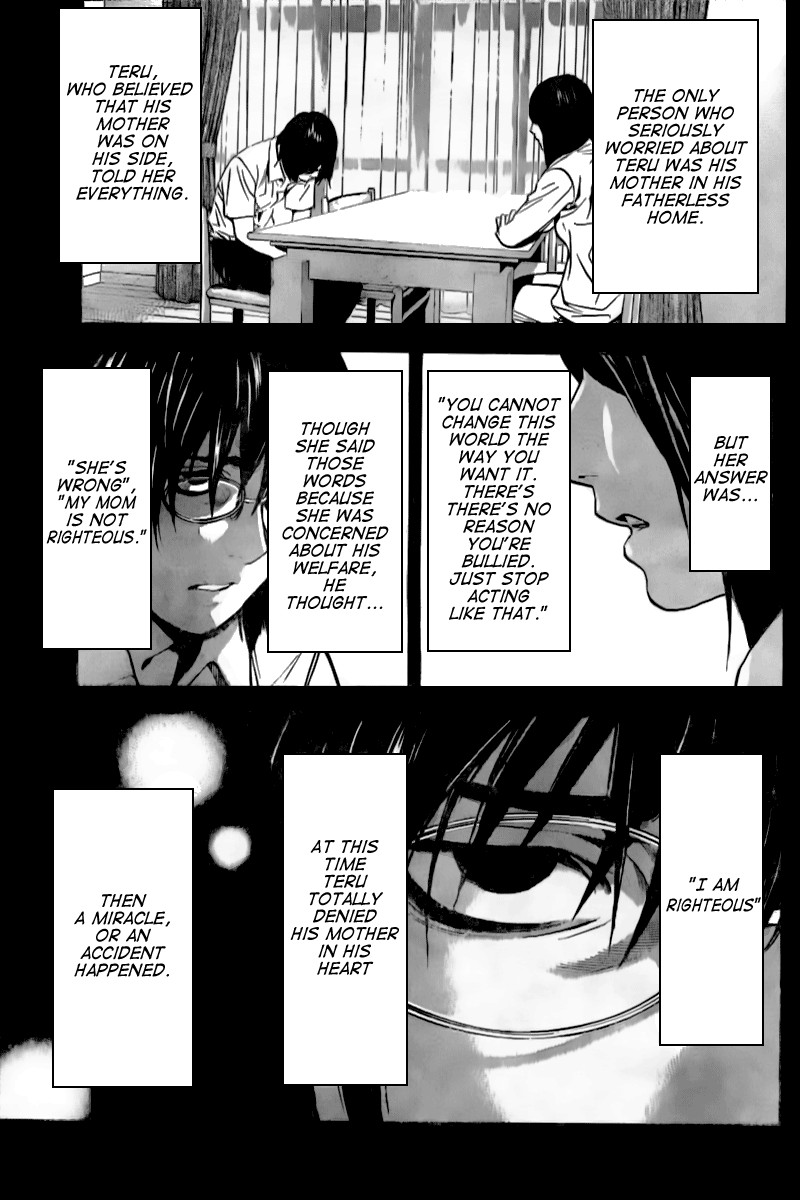 THE ONLY
PERSON WHO
SERIOUSLY
WORRIED ABOUT
TERU WAS HIS
MOTHER IN HIS
FATHERLESS
HOME.
TERU,
WHO BELIEVED
THAT HIS
MOTHER
WAS ON
HIS SIDE,
TOLD HER
EVERYTHING.
BUT
HER
ANSWER
WAS...
"YOU CANNOT
CHANGE THIS
WORLD THE
WAY YOU
WANT IT.
THERE'S
THERE'S NO
REASON
YOU'RE
BULLIED.
JUST STOP
ACTING
LIKE THAT."
THOUGH
SHE SAID
THOSE
WORDS
BECAUSE
SHE WAS
CONCERNED
ABOUT HIS
WELFARE,
HE
THOUGHT...
"SHE'S
WRONG",
"MY MOM
IS NOT
RIGHTEOUS."
"I AM
RIGHTEOUS"
AT THIS
TIME
TERU
TOTALLY
DENIED
HIS MOTHER
IN HIS
HEART
THEN
A MIRACLE,
OR AN
ACCIDENT
HAPPENED.